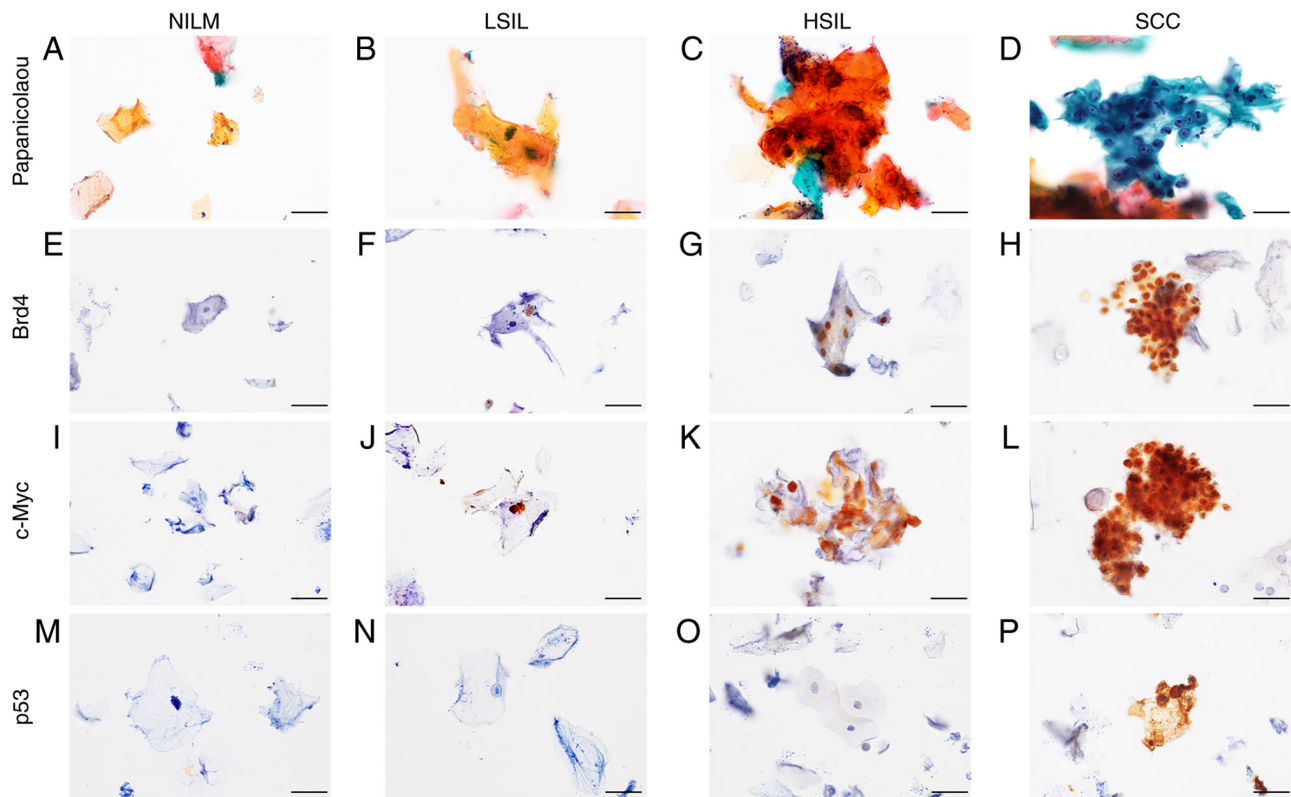 NILM LSIL HSIL SCC
Papanicolaou A B C D
Brd4 E F G H
c-Myc I J K L
p53 M N O P